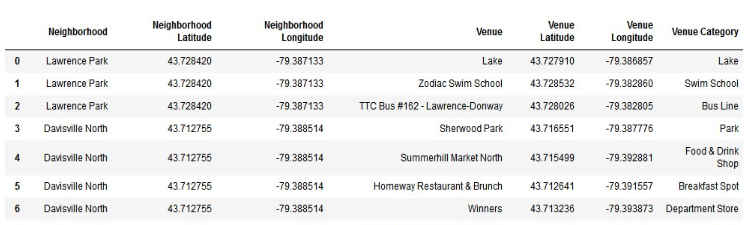 Neighborhood Neighborhood Latitude Neighborhood Longitude Venue Venue Latitude Venue Longitude Venue Category
0 Lawrence Park 43.728420 -79.387133 Lake 43.727910 -79.386857 Lake
1 Lawrence Park 43.728420 -79.387133 Zodiac Swim School 43.728532 -79.382860 Swim School
2 Lawrence Park 43.728420 -79.387133 TTC Bus #162 - Lawrence-Donway 43.728026 -79.382805 Bus Line
3 Davisville North 43.712755 -79.388514 Sherwood Park 43.716551 -79.387776 Park
4 Davisville North 43.712755 -79.388514 Summerhill Market North 43.715499 -79.392881 Food & Drink Shop
5 Davisville North 43.712755 -79.388514 Homeway Restaurant & Brunch 43.712641 -79.391557 Breakfast Spot
6 Davisville North 43.712755 -79.388514 Winners 43.713236 -79.393873 Department Store